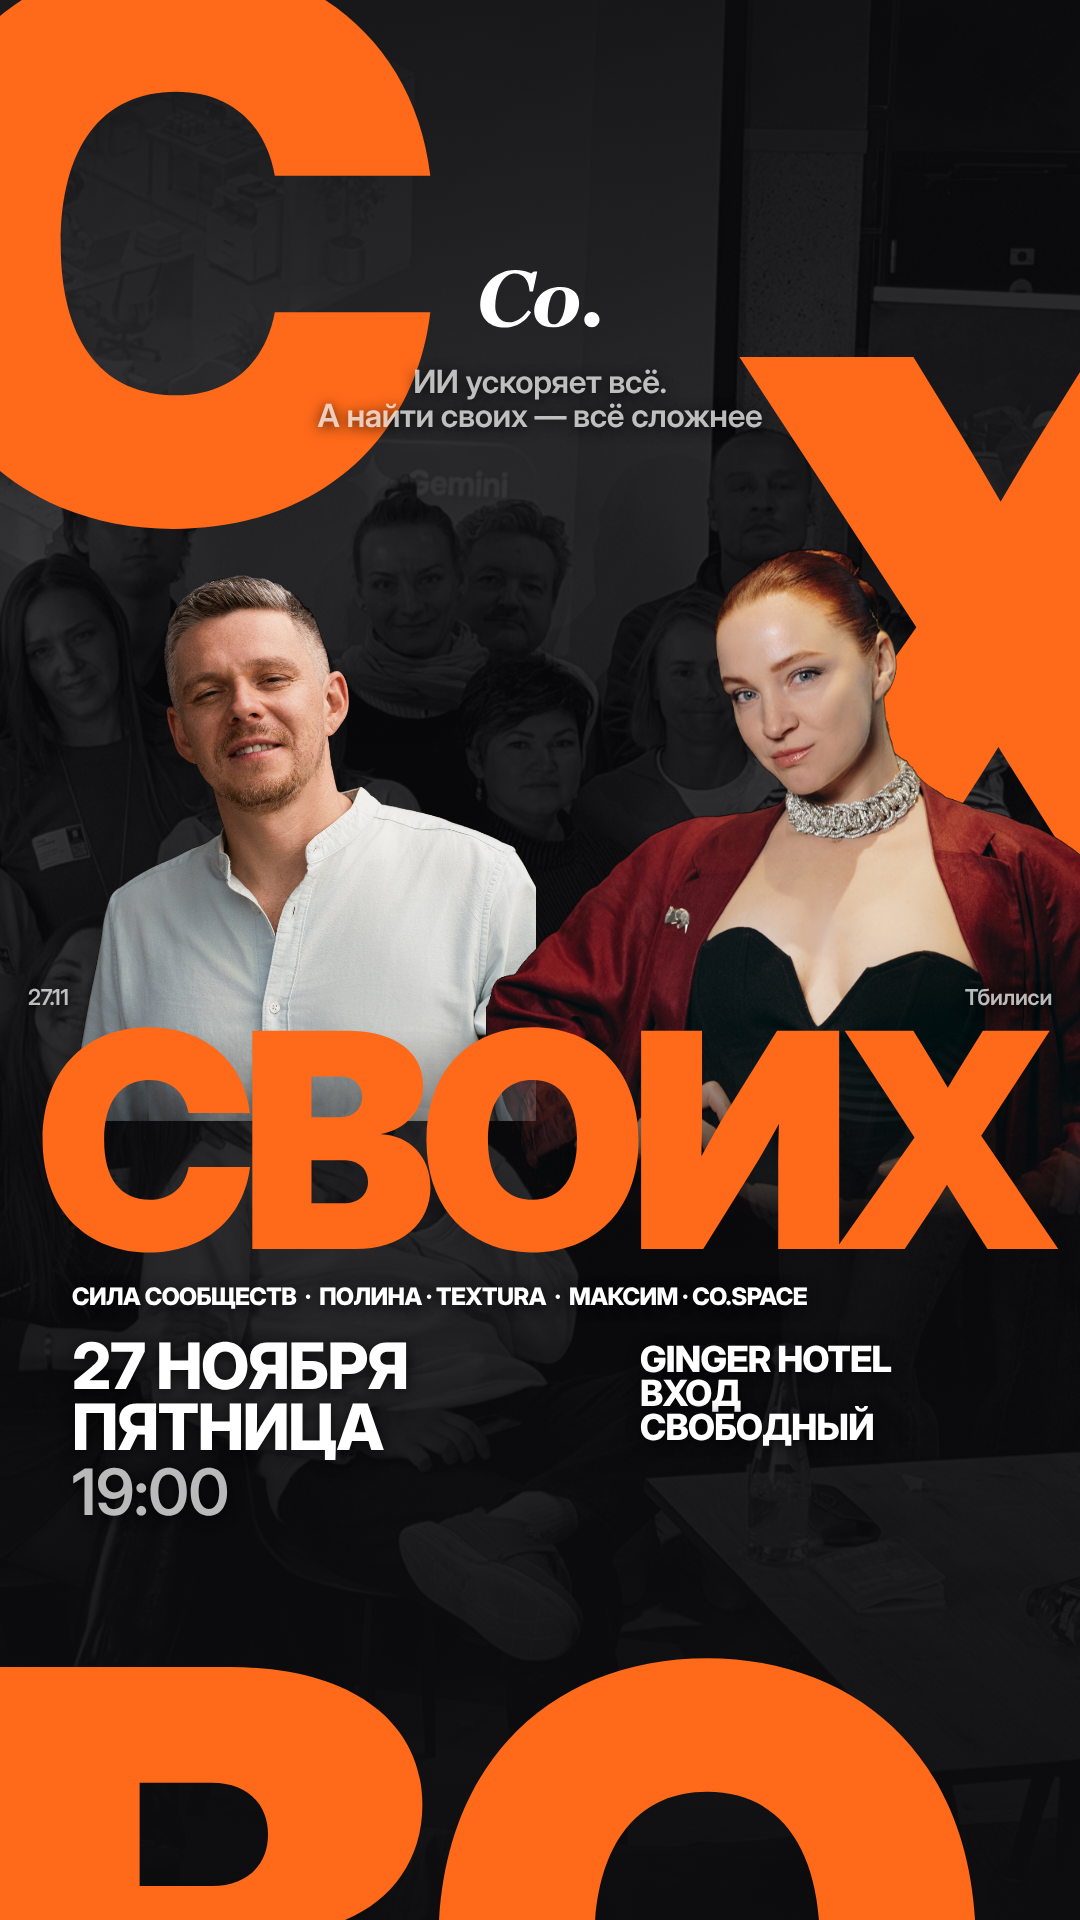 С
Co.
ИИ ускоряет всё.
А найти своих — всё сложнее
Х
Gemini
27.11
Тбилиси
СВОИХ
СИЛА СООБЩЕСТВ · ПОЛИНА · TEXTURA · МАКСИМ · CO.SPACE
27 НОЯБРЯ
ПЯТНИЦА
19:00
GINGER HOTEL
ВХОД
СВОБОДНЫЙ
ВО